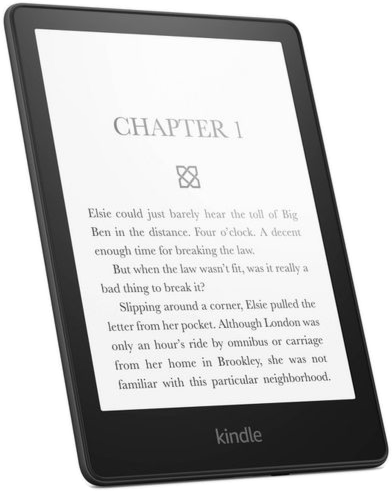 CHAPTER 1
Elsie could just barely hear the toll of Big
Ben in the distance. Four o'clock. A decent
enough time for breaking the law.
But when the law wasn't fit, was it really a
bad thing to break it?
Slipping around a corner, Elsie pulled the
letter from her pocket. Although London was
only an hour's ride by omnibus or carriage
from her home in Brookley, she was not
familiar with this particular neighborhood.
kindle